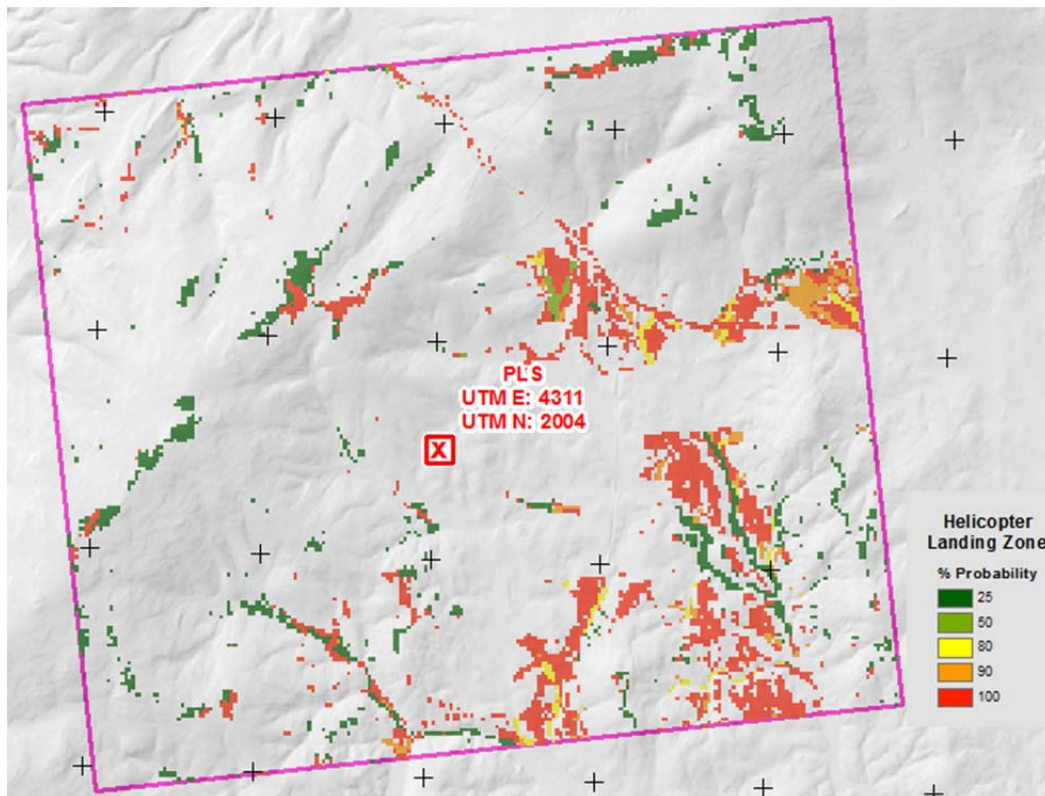 PLS
UTM E: 4311
UTM N: 2004
X
Helicopter
Landing Zone
% Probability
25
50
80
90
100